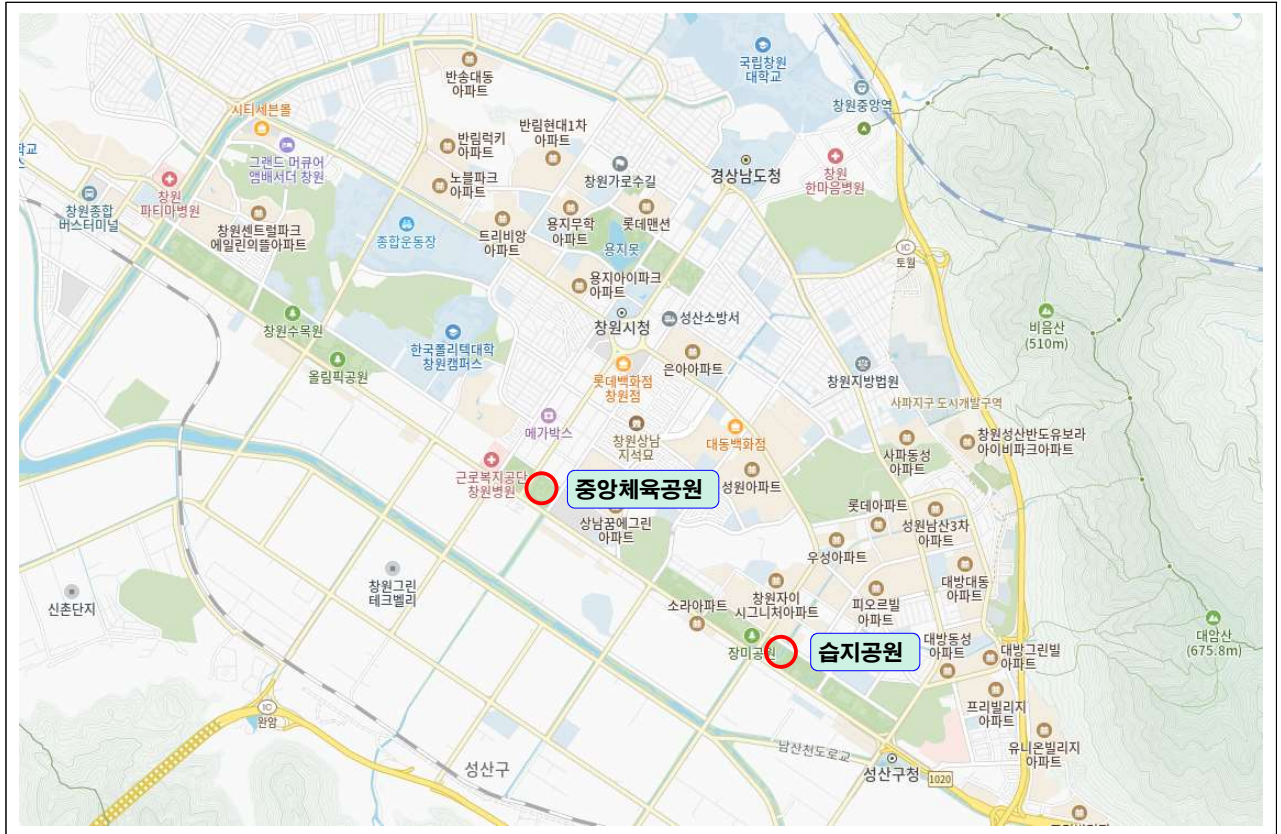 반송대동
아파트
국립창원
대학교
창원중앙역
시티세븐몰
그랜드 머큐어
앰배서더 창원
반림럭키
아파트
반림현대1차
아파트
노블파크
아파트
창원가로수길
경상남도청
창원
한마음병원
창원
파티마병원
창원종합
버스터미널
창원센트럴파크
에일린의뜰아파트
종합운동장
트리비앙
아파트
용지무학
아파트
롯데맨션
용지못
용지아이파크
아파트
IC
토월
창원수목원
올림픽공원
한국폴리텍대학
창원캠퍼스
창원시청
성산소방서
은아아파트
롯데백화점
창원점
창원지방법원
비음산
(510m)
사파지구 도시개발구역
메가박스
창원상남
지석묘
대동백화점
사파동성
아파트
창원성산반도유보라
아이비파크아파트
근로복지공단
창원병원
중앙체육공원
성원아파트
롯데아파트
성원남산3차
아파트
상남꿈에그린
아파트
우성아파트
신촌단지
창원그린
테크벨리
소라아파트
창원자이
시그니처아파트
피오르빌
아파트
대방대동
아파트
대암산
(675.8m)
장미공원
습지공원
대방동성
아파트
대방그린빌
아파트
프리빌리지
아파트
유니온빌리지
아파트
IC
완암
성산구
남산천도로교
성산구청
1020